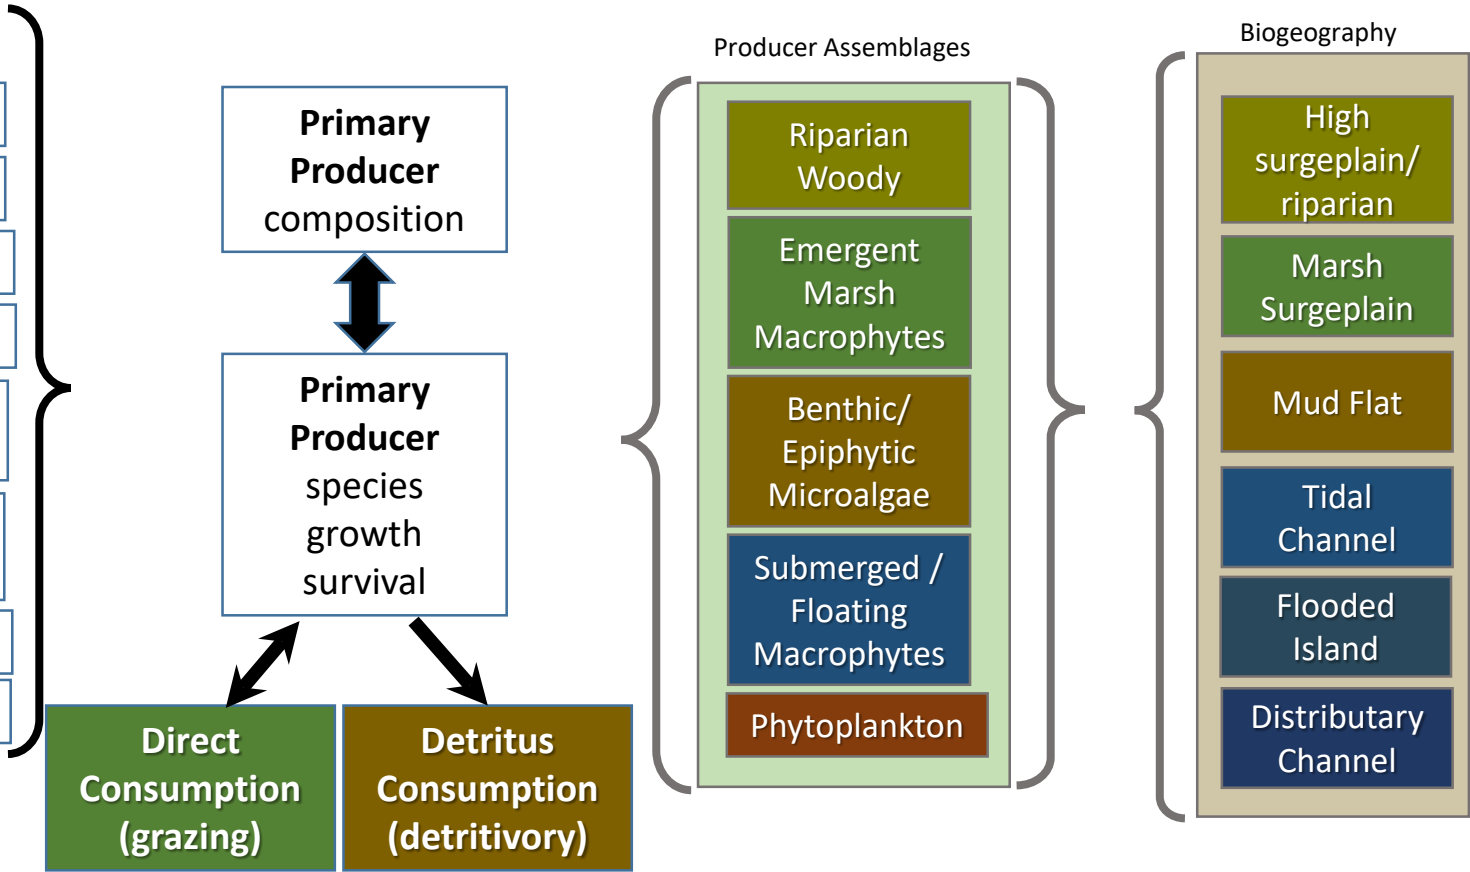 Primary
Producer
composition
Primary
Producer
species
growth
survival
Direct
Consumption
(grazing)
Detritus
Consumption
(detritivory)
Producer Assemblages
Riparian
Woody
Emergent
Marsh
Macrophytes
Benthic/
Epiphytic
Microalgae
Submerged /
Floating
Macrophytes
Phytoplankton
Biogeography
High
surgeplain/
riparian
Marsh
Surgeplain
Mud Flat
Tidal
Channel
Flooded
Island
Distributary
Channel